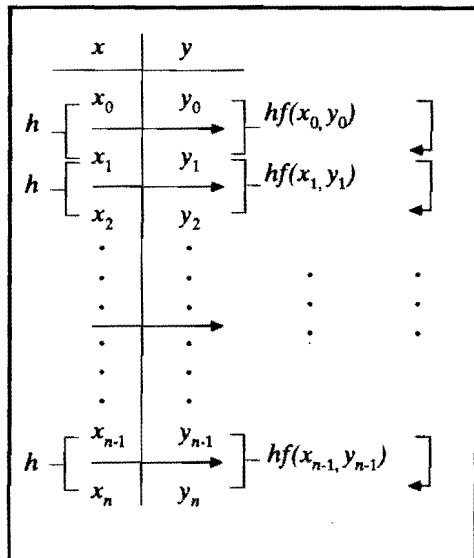 x y
x₀ y₀
h hf(x₀, y₀)
x₁ y₁
h hf(x₁, y₁)
x₂ y₂
xₙ₋₁ yₙ₋₁
h hf(xₙ₋₁, yₙ₋₁)
xₙ yₙ